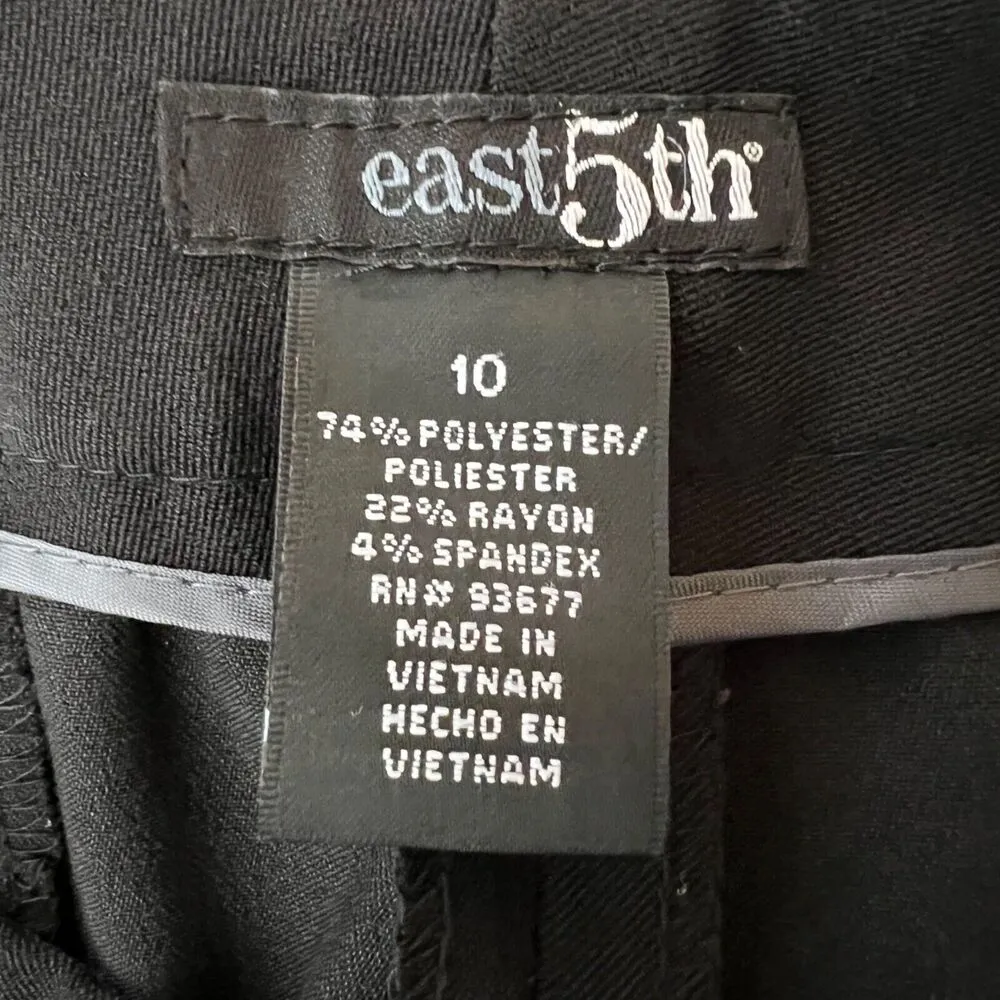 east5th®
10
74% POLYESTER/
POLIESTER
22% RAYON
4% SPANDEX
RN# 93677
MADE IN
VIETNAM
HECHO EN
VIETNAM